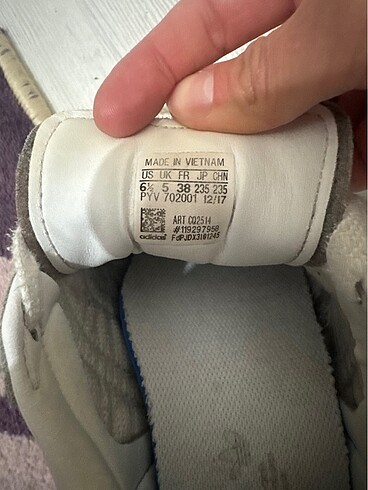 MADE IN VIETNAM
US UK FR JP CHN
6½ 5 38 235 235
PYV 702001 12/17
ART CQ2514
#119297958
adidas FdPJDX3101245